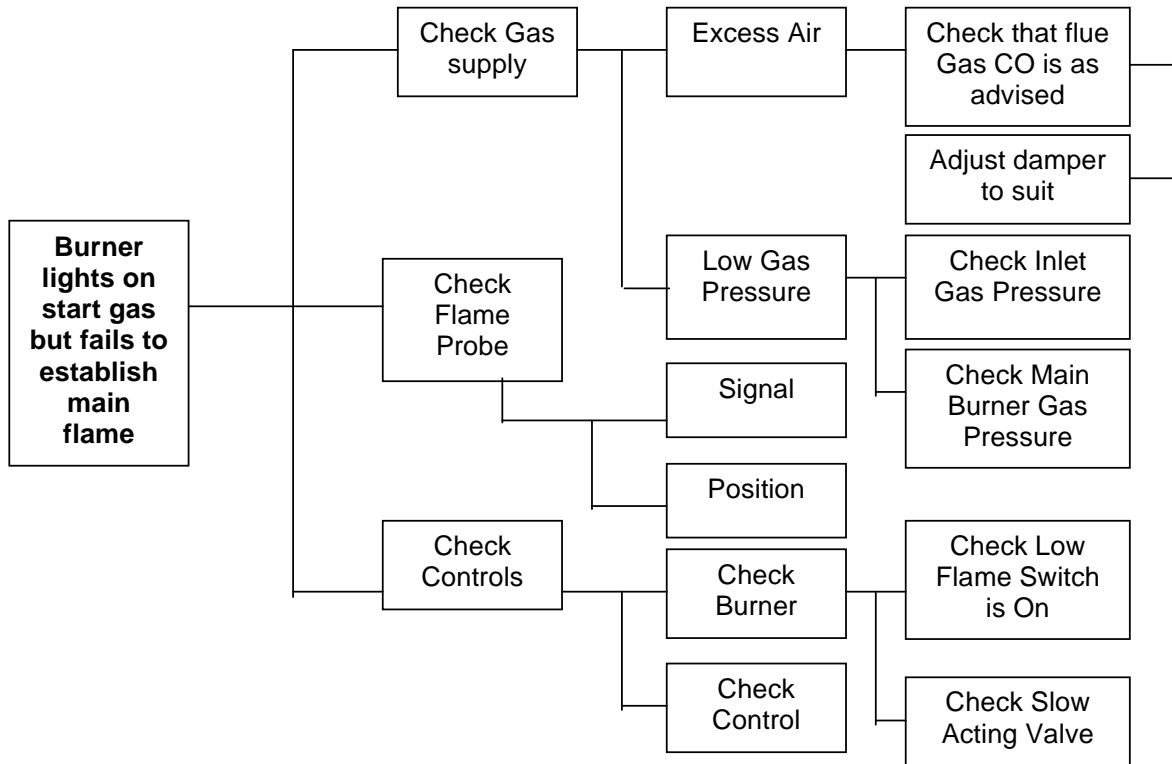 Burner
lights on
start gas
but fails to
establish
main
flame
Check Gas
supply
Check
Flame
Probe
Check
Controls
Excess Air
Low Gas
Pressure
Signal
Position
Check
Burner
Check
Control
Check that flue
Gas CO is as
advised
Adjust damper
to suit
Check Inlet
Gas Pressure
Check Main
Burner Gas
Pressure
Check Low
Flame Switch
is On
Check Slow
Acting Valve